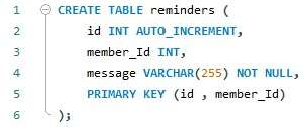 1 CREATE TABLE reminders (
2 id INT AUTO_INCREMENT,
3 member_Id INT,
4 message VARCHAR(255) NOT NULL,
5 PRIMARY KEY (id , member_Id)
6 );